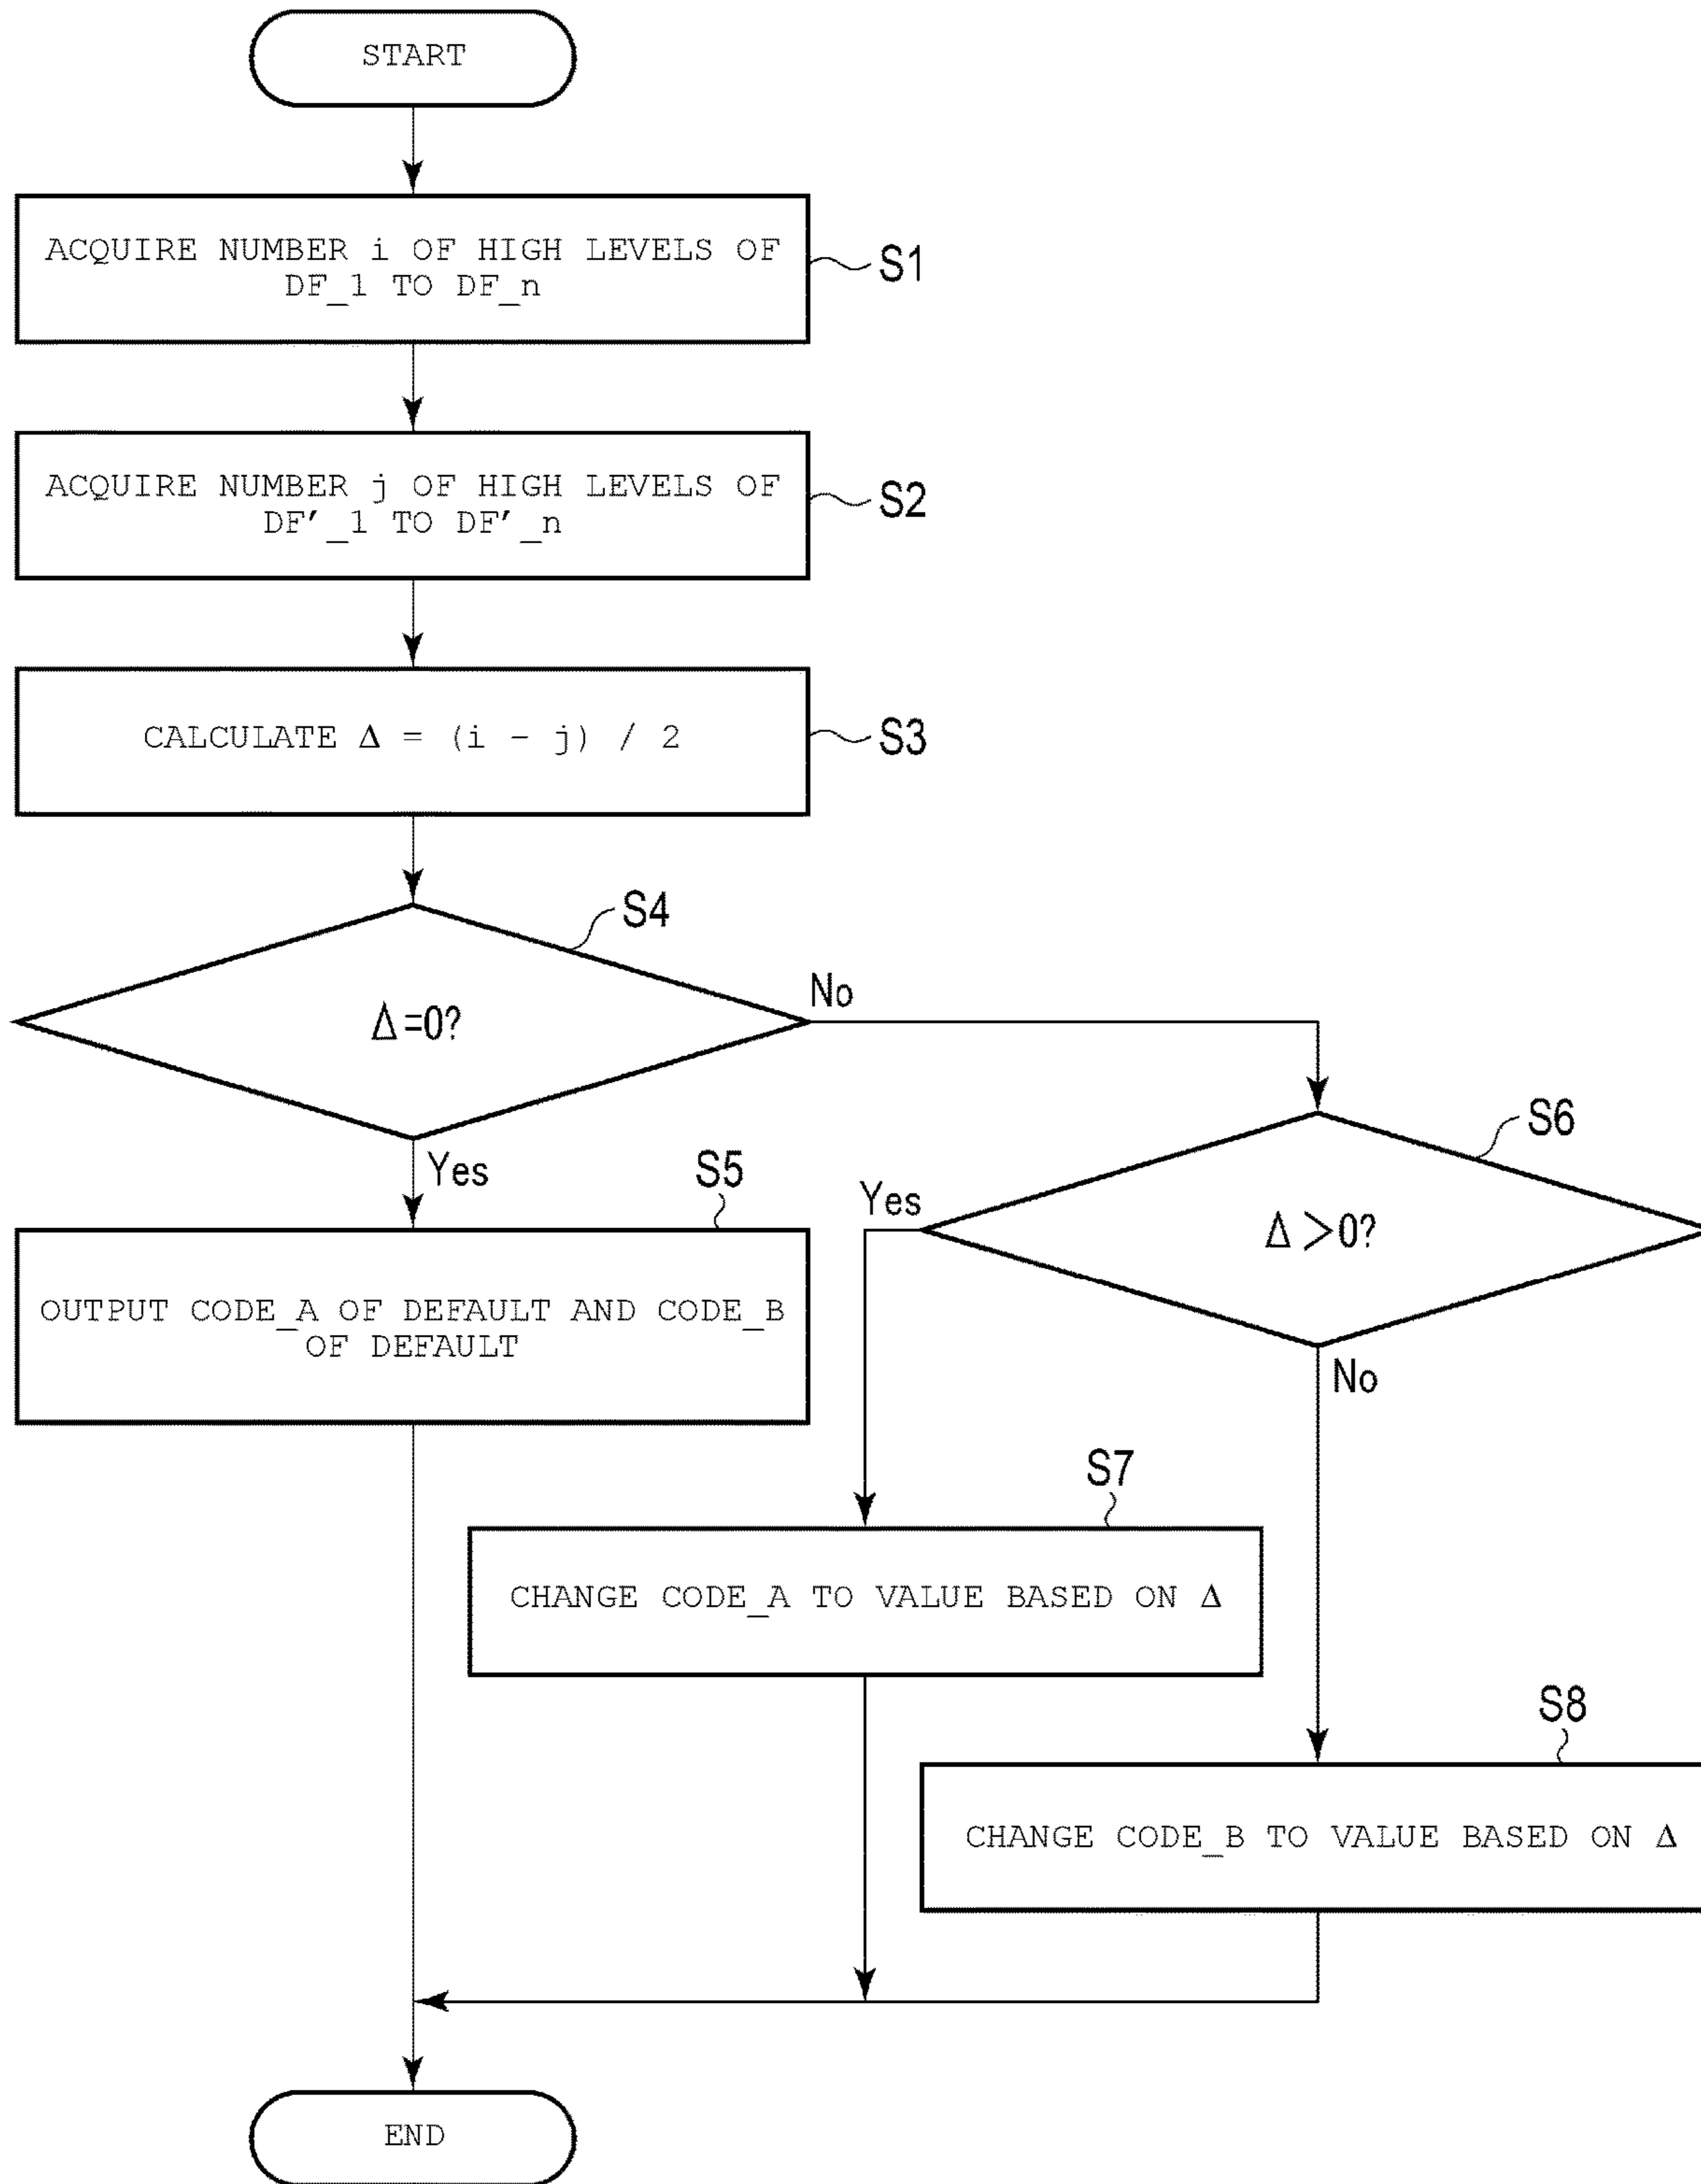 START
ACQUIRE NUMBER i OF HIGH LEVELS OF
DF_1 TO DF_n
S1
ACQUIRE NUMBER j OF HIGH LEVELS OF
DF'_1 TO DF'_n
S2
CALCULATE Δ = (i - j) / 2
S3
S4
Δ=0?
No
Yes
S6
Δ>0?
Yes
No
S5
OUTPUT CODE_A OF DEFAULT AND CODE_B
OF DEFAULT
S7
CHANGE CODE_A TO VALUE BASED ON Δ
S8
CHANGE CODE_B TO VALUE BASED ON Δ
END